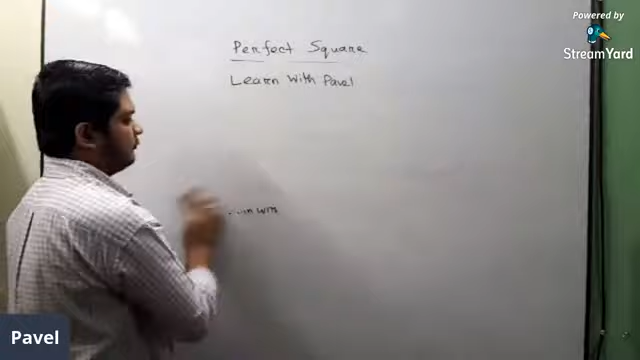 Powered by
StreamYard
Perfect Square
Learn With Pavel
Pavel